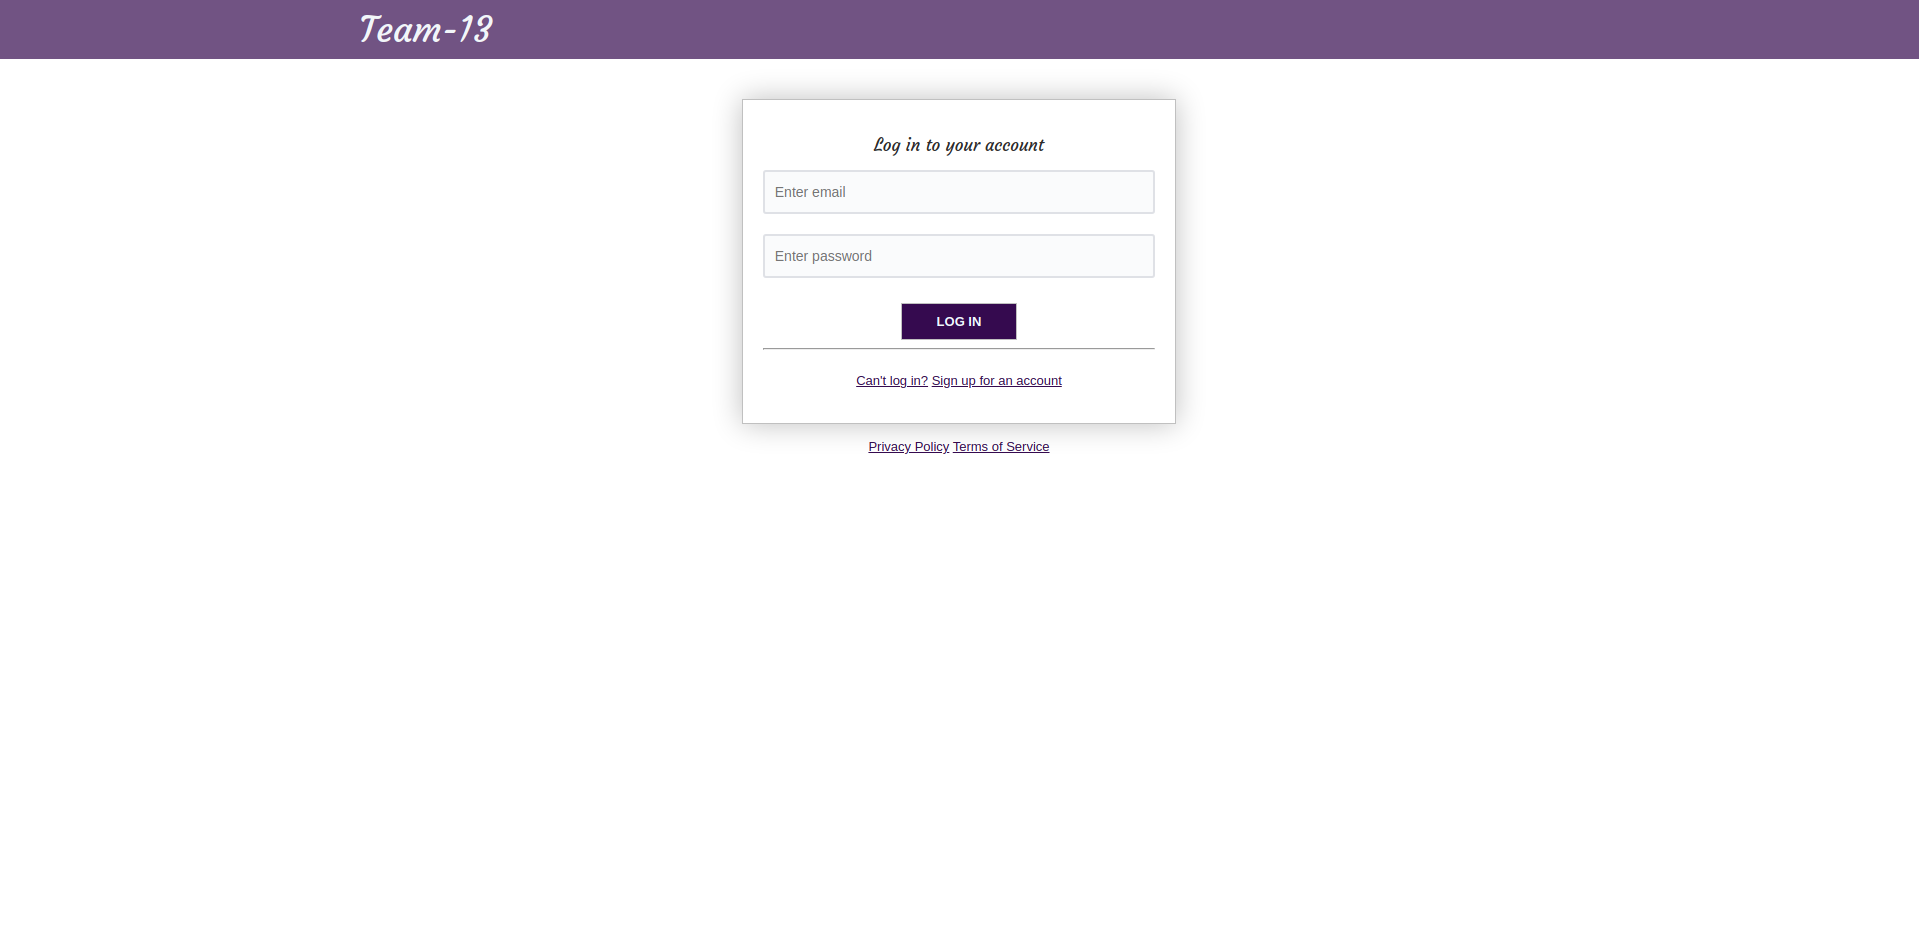 Team-13
Log in to your account
Enter email
Enter password
LOG IN
Can't log in? Sign up for an account
Privacy Policy Terms of Service